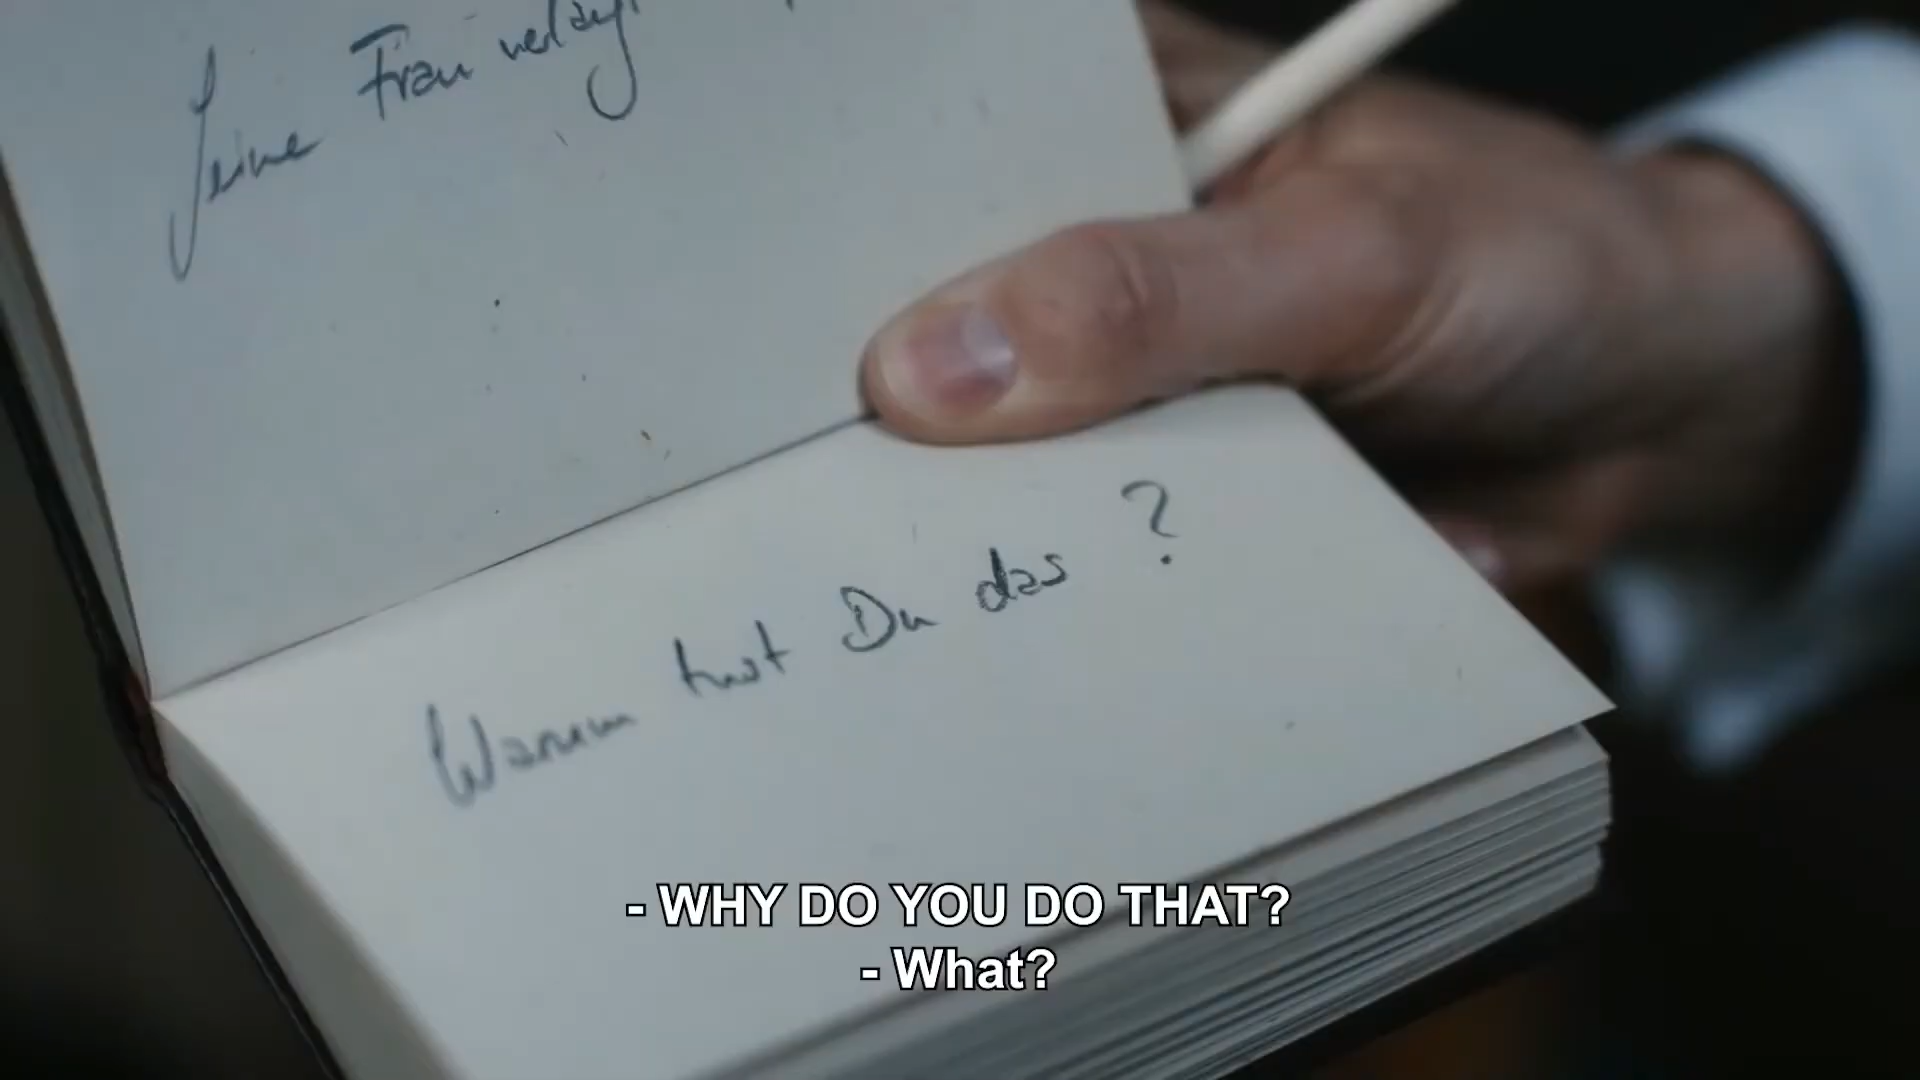 Seine Frau
Warum tust Du das ?
- WHY DO YOU DO THAT?
- What?